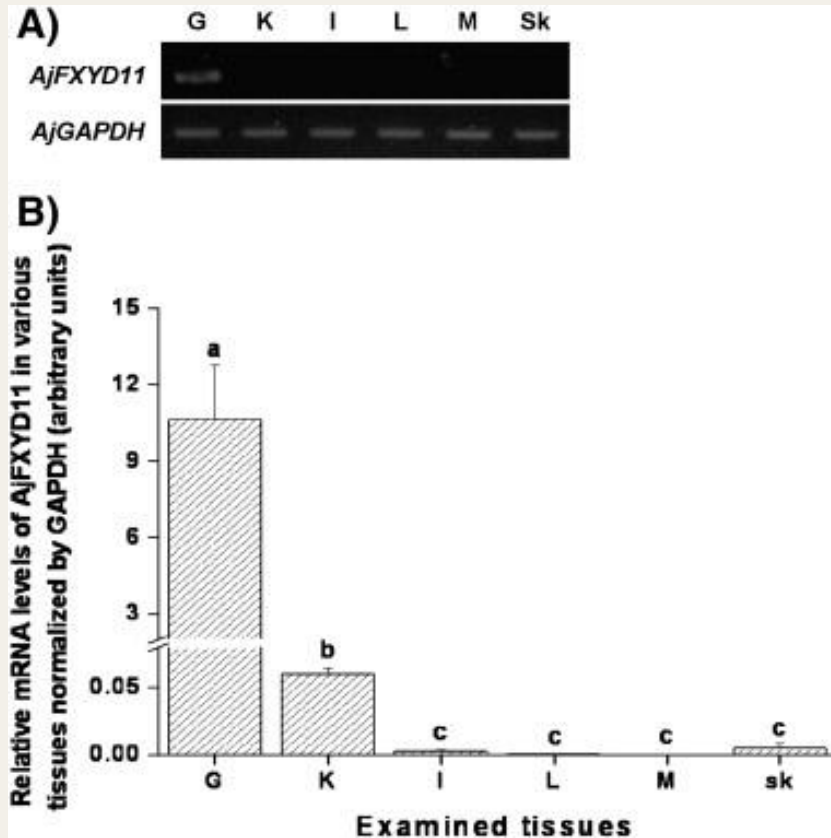 A) G K I L M Sk
AjFXYD11
AjGAPDH
B)
Relative mRNA levels of AjFXYD11 in various
tissues normalized by GAPDH (arbitrary units)
15
a
12
9
6
3
b
0.05
c c c c
0.00
G K I L M sk
Examined tissues